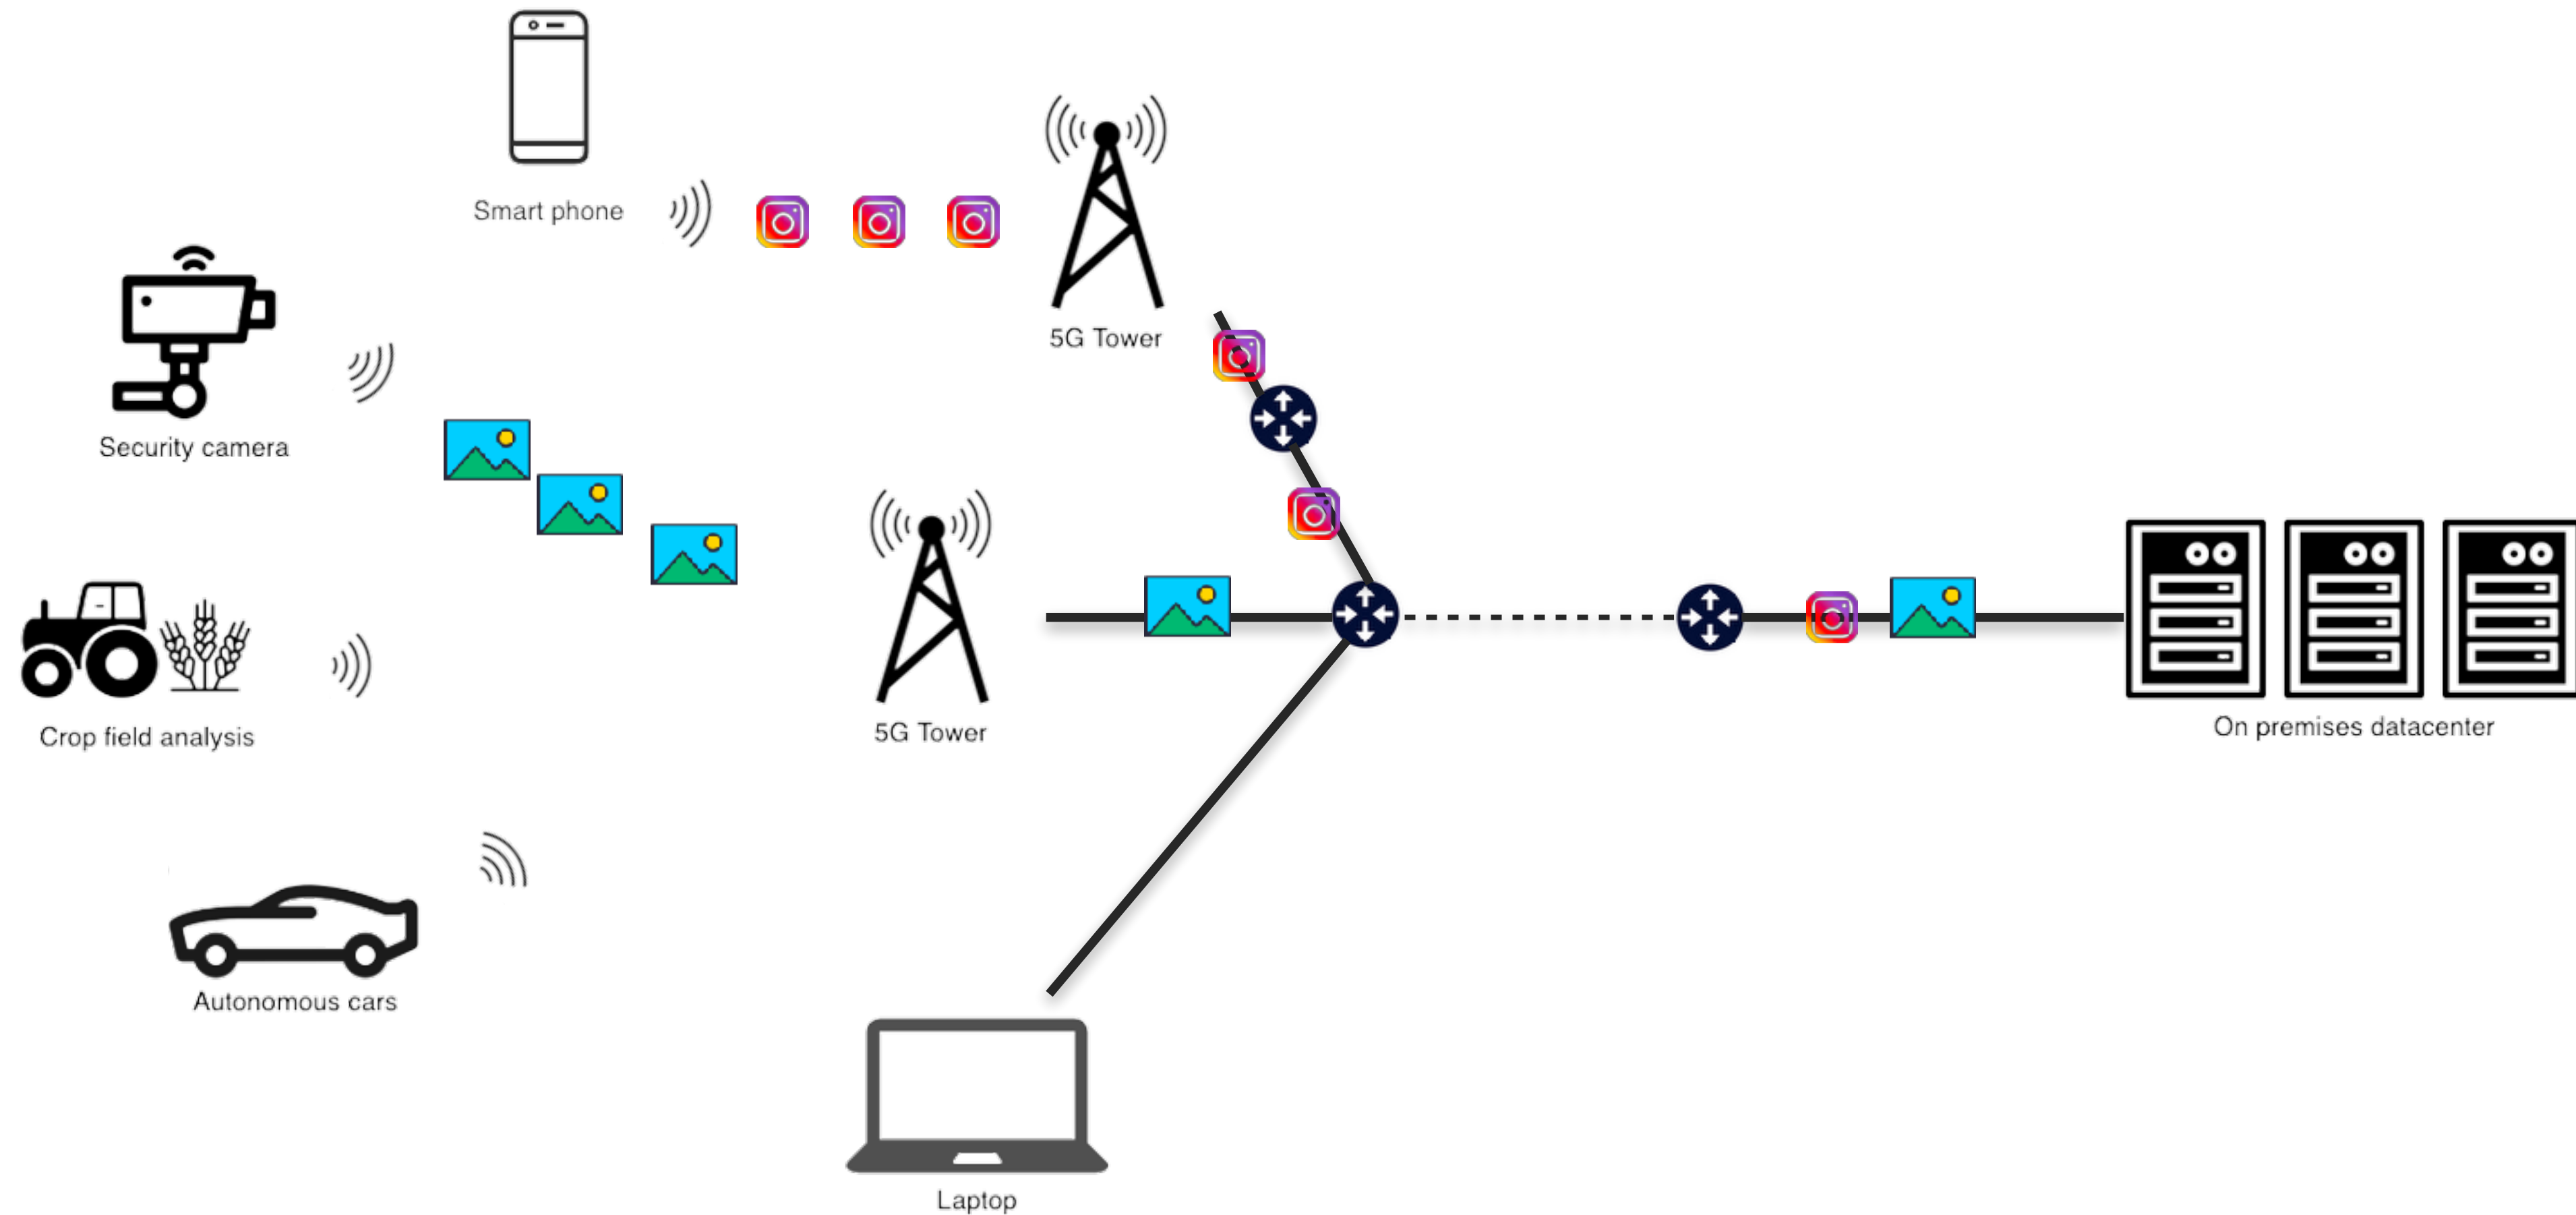 Smart phone
5G Tower
Security camera
5G Tower
On premises datacenter
Crop field analysis
Autonomous cars
Laptop